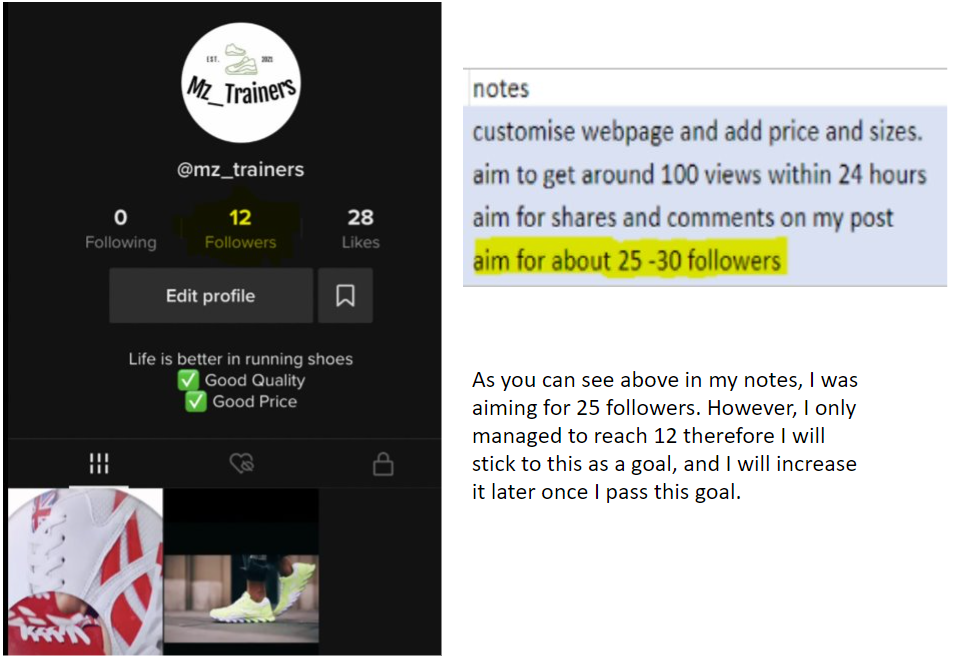 EST. 2021
Mz_Trainers
@mz_trainers
0 12 28
Following Followers Likes
Edit profile
Life is better in running shoes
✅ Good Quality
✅ Good Price
notes
customise webpage and add price and sizes.
aim to get around 100 views within 24 hours
aim for shares and comments on my post
aim for about 25 -30 followers
As you can see above in my notes, I was
aiming for 25 followers. However, I only
managed to reach 12 therefore I will
stick to this as a goal, and I will increase
it later once I pass this goal.